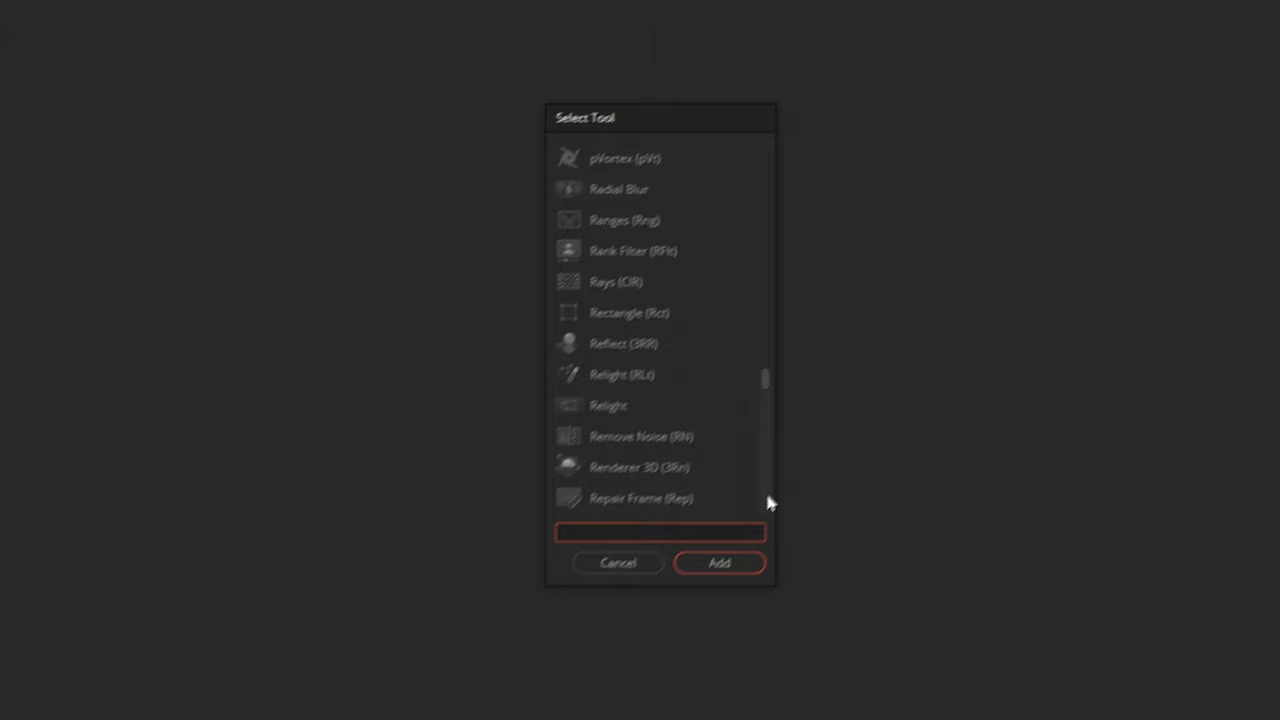 Select Tool
pVortex (pVt)
Radial Blur
Ranges (Rng)
Rank Filter (RFlt)
Rays (ClR)
Rectangle (Rct)
Reflect (3RR)
Relight (RLt)
Relight
Remove Noise (RN)
Renderer 3D (3Rn)
Repair Frame (Rep)
Cancel
Add